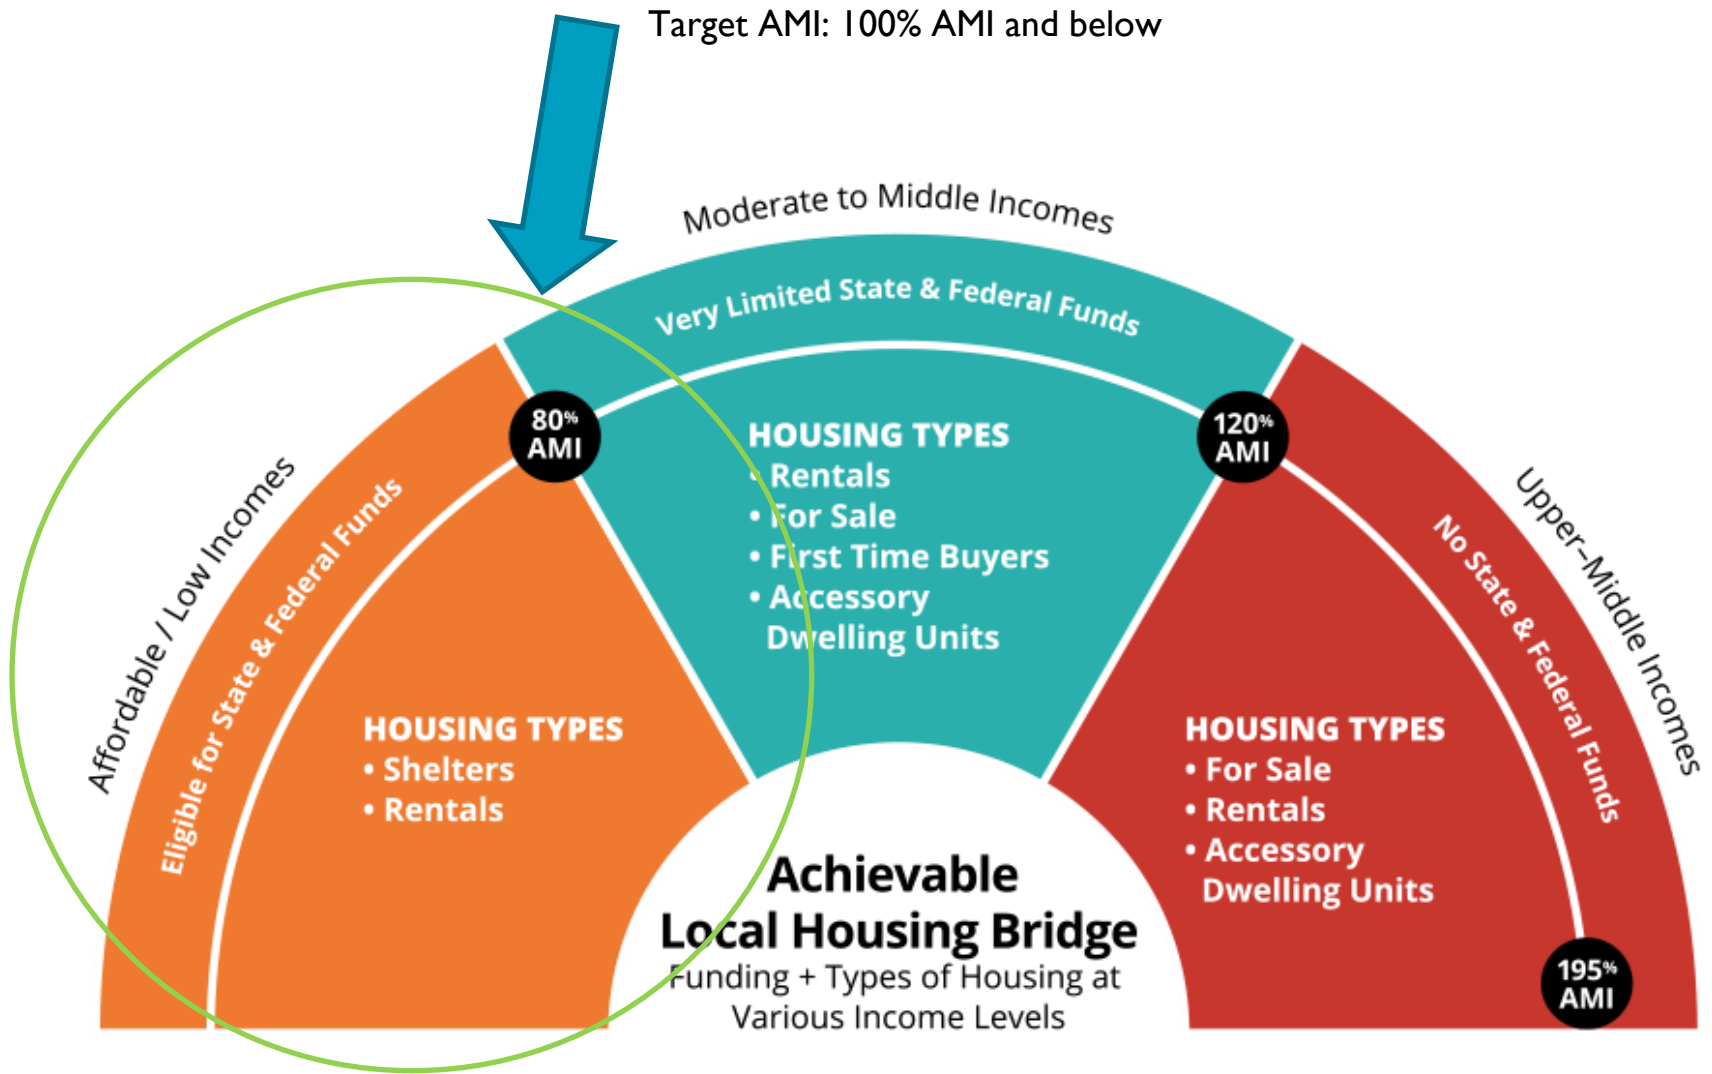 Target AMI: 100% AMI and below
Moderate to Middle Incomes
Very Limited State & Federal Funds
80% AMI
120% AMI
HOUSING TYPES
• Rentals
• For Sale
• First Time Buyers
• Accessory
Dwelling Units
Affordable / Low Incomes
Eligible for State & Federal Funds
HOUSING TYPES
• Shelters
• Rentals
Upper-Middle Incomes
No State & Federal Funds
HOUSING TYPES
• For Sale
• Rentals
• Accessory
Dwelling Units
195% AMI
Achievable
Local Housing Bridge
Funding + Types of Housing at
Various Income Levels